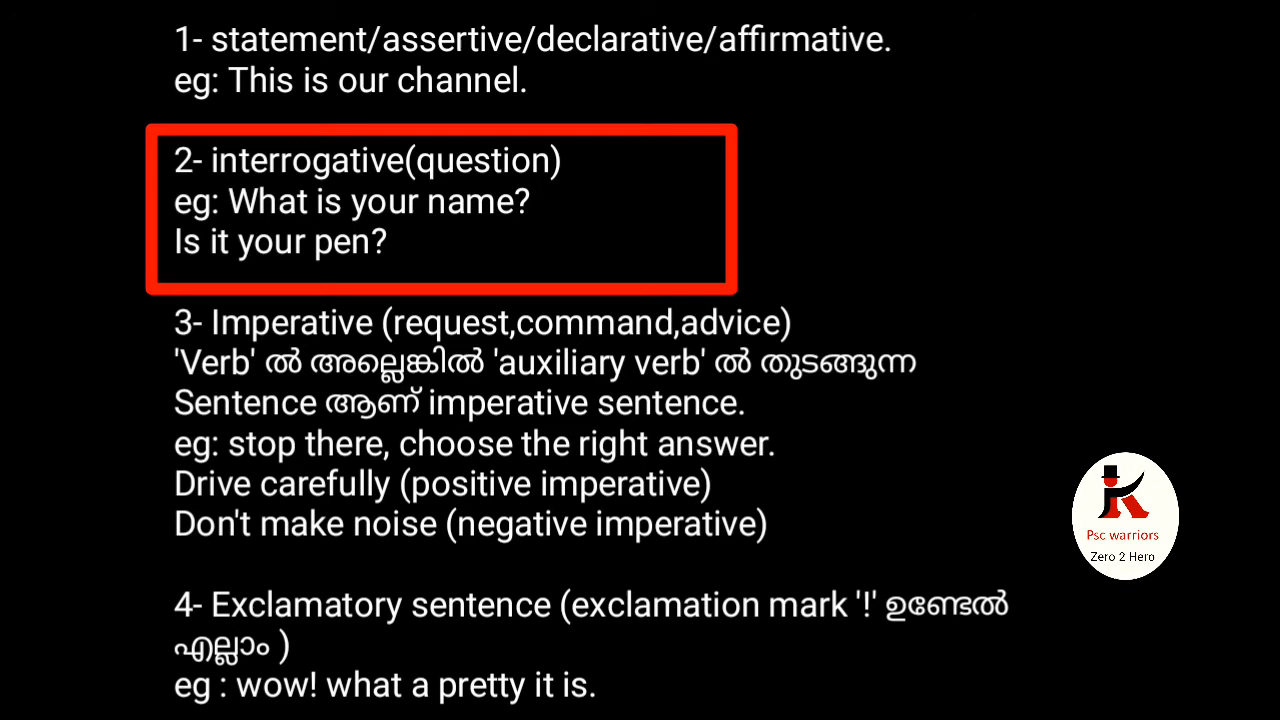 1- statement/assertive/declarative/affirmative.
eg: This is our channel.
2- interrogative(question)
eg: What is your name?
Is it your pen?
3- Imperative (request,command,advice)
'Verb' ൽ അല്ലെങ്കിൽ 'auxiliary verb' ൽ തുടങ്ങുന്ന
Sentence ആണ് imperative sentence.
eg: stop there, choose the right answer.
Drive carefully (positive imperative)
Don't make noise (negative imperative)
Psc warriors
Zero 2 Hero
4- Exclamatory sentence (exclamation mark '!' ഉണ്ടേൽ
എല്ലാം )
eg : wow! what a pretty it is.